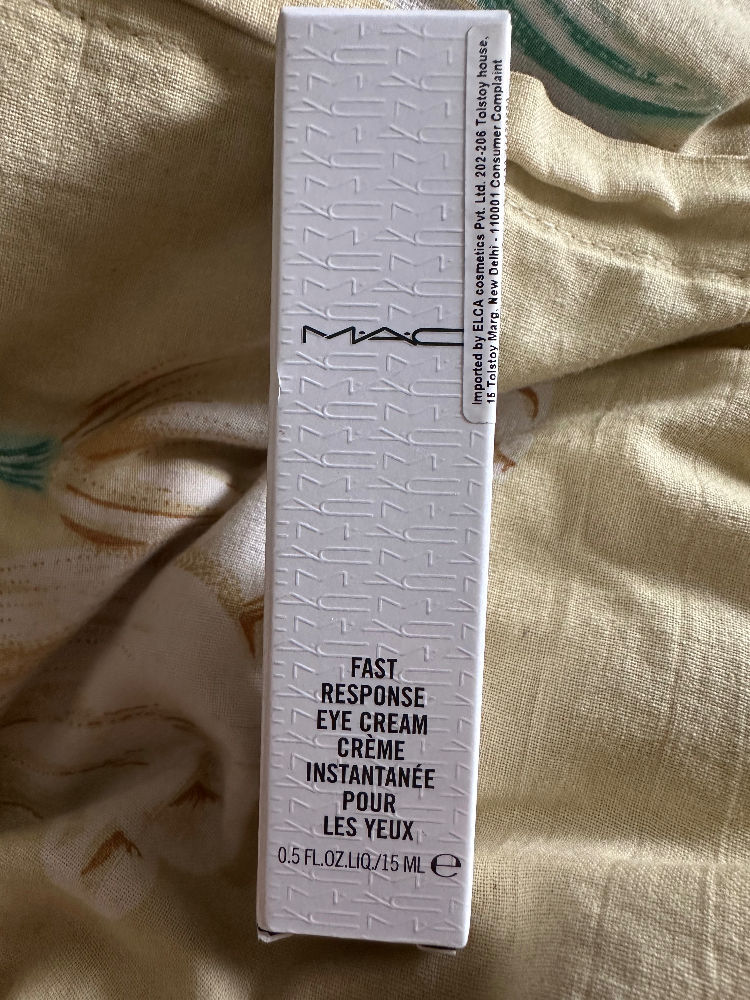 M·A·C
Imported by ELCA cosmetics Pvt. Ltd. 202-206 Tolstoy house,
15 Tolstoy Marg. New Delhi - 110001 Consumer Complaint
FAST
RESPONSE
EYE CREAM
CRÈME
INSTANTANÉE
POUR
LES YEUX
0.5 FL.OZ.LIQ./15 ML e